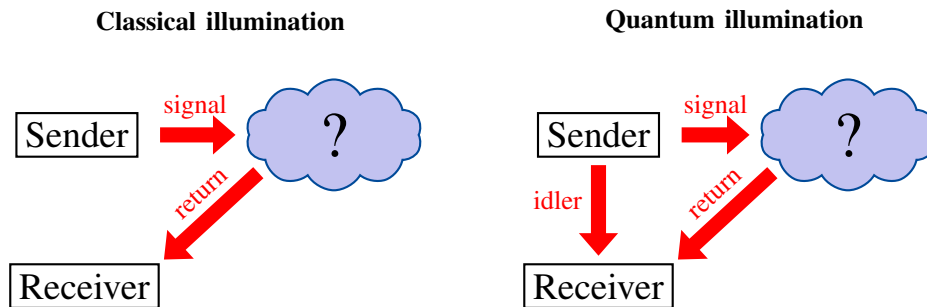 Classical illumination
Sender
signal
?
return
Receiver
Quantum illumination
Sender
signal
?
idler
return
Receiver